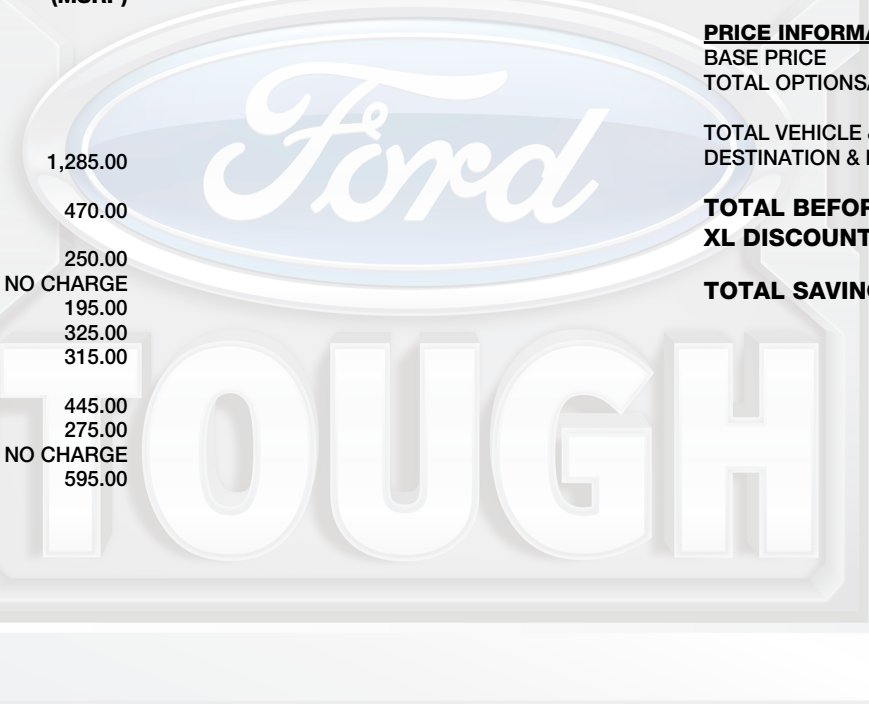 (MSRP)
1,285.00
470.00
250.00
NO CHARGE
195.00
325.00
315.00
445.00
275.00
NO CHARGE
595.00
PRICE INFORMA
BASE PRICE
TOTAL OPTIONS/
TOTAL VEHICLE &
DESTINATION &
TOTAL BEFOR
XL DISCOUNT
TOTAL SAVING
Ford
TOUGH